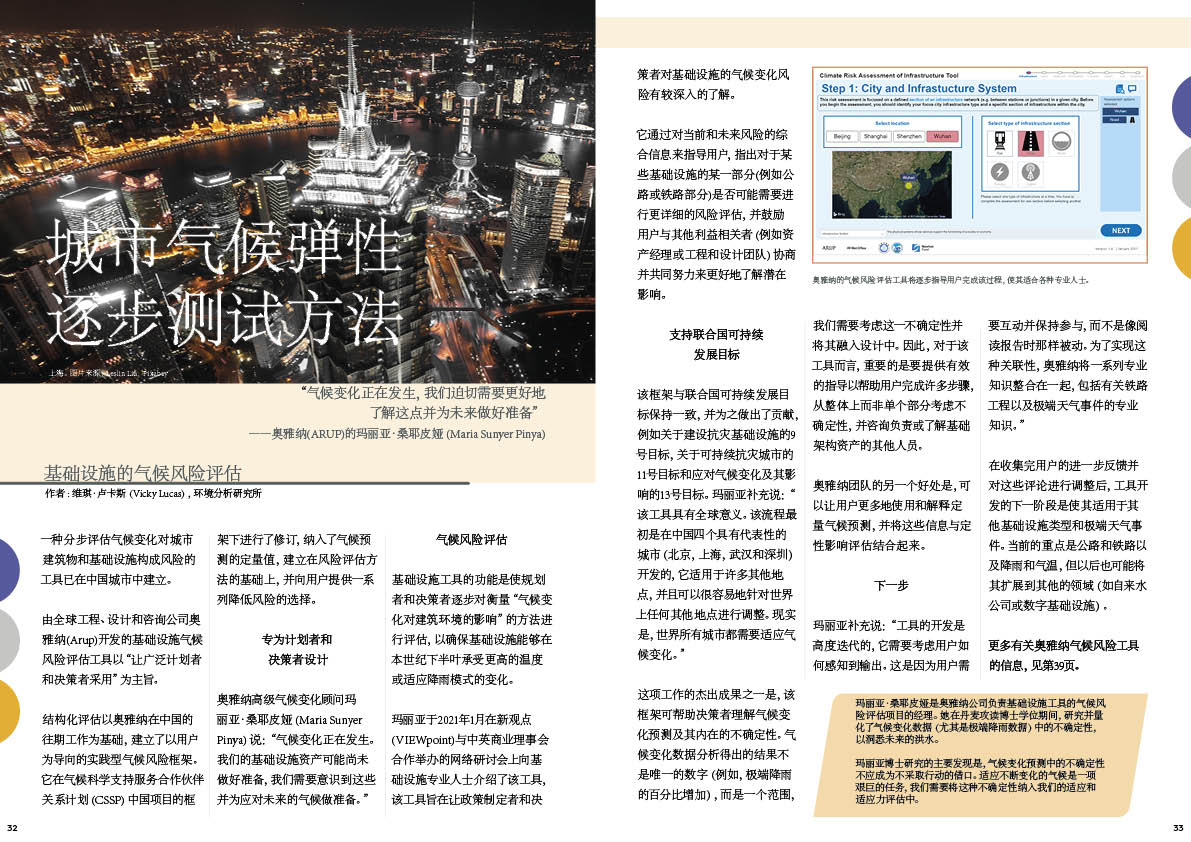 城市气候弹性
逐步测试方法
上海。图片来源: Leslin Liu, Pixabay
“气候变化正在发生, 我们迫切需要更好地
了解这点并为未来做好准备”
——奥雅纳(ARUP)的玛丽亚·桑耶皮娅 (Maria Sunyer Pinya)
基础设施的气候风险评估
作者 : 维琪·卢卡斯 (Vicky Lucas) , 环境分析研究所
一种分步评估气候变化对城市
建筑物和基础设施构成风险的
工具已在中国城市中建立。
由全球工程、设计和咨询公司奥
雅纳(Arup)开发的基础设施气候
风险评估工具以 “让广泛计划者
和决策者采用” 为主旨。
结构化评估以奥雅纳在中国的
往期工作为基础, 建立了以用户
为导向的实践型气候风险框架。
它在气候科学支持服务合作伙伴
关系计划 (CSSP) 中国项目的框
架下进行了修订, 纳入了气候预
测的定量值, 建立在风险评估方
法的基础上, 并向用户提供一系
列降低风险的选择。
专为计划者和
决策者设计
奥雅纳高级气候变化顾问玛
丽亚·桑耶皮娅 (Maria Sunyer
Pinya) 说: “气候变化正在发生。
我们的基础设施资产可能尚未
做好准备, 我们需要意识到这些
并为应对未来的气候做准备。”
气候风险评估
基础设施工具的功能是使规划
者和决策者逐步对衡量 “气候变
化对建筑环境的影响” 的方法进
行评估, 以确保基础设施能够在
本世纪下半叶承受更高的温度
或适应降雨模式的变化。
玛丽亚于2021年1月在新观点
(VIEWpoint)与中英商业理事会
合作举办的网络研讨会上向基
础设施专业人士介绍了该工具,
该工具旨在让政策制定者和决
32
策者对基础设施的气候变化风
险有较深入的了解。
它通过对当前和未来风险的综
合信息来指导用户, 指出对于某
些基础设施的某一部分(例如公
路或铁路部分)是否可能需要进
行更详细的风险评估, 并鼓励
用户与其他利益相关者 (例如资
产经理或工程和设计团队) 协商
并共同努力来更好地了解潜在
影响。
支持联合国可持续
发展目标
该框架与联合国可持续发展目
标保持一致, 并为之做出了贡献,
例如关于建设抗灾基础设施的9
号目标, 关于可持续抗灾城市的
11号目标和应对气候变化及其影
响的13号目标。玛丽亚补充说: “
该工具具有全球意义。该流程最
初是在中国四个具有代表性的
城市 (北京, 上海, 武汉和深圳)
开发的, 它适用于许多其他地
点, 并且可以很容易地针对世界
上任何其他地点进行调整。现实
是, 世界所有城市都需要适应气
候变化。”
这项工作的杰出成果之一是, 该
框架可帮助决策者理解气候变
化预测及其内在的不确定性。气
候变化数据分析得出的结果不
是唯一的数字 (例如, 极端降雨
的百分比增加) , 而是一个范围,
Climate Risk Assessment of Infrastructure Tool
Step 1: City and Infrastucture System
This risk assessment is focused on a defined section of an infrastructure network (e.g. between stations or junctions) in a given city. Before
you begin the assessment, you should identify your focus city infrastructure type and a specific section of infrastructure within the city.
Select location
Beijing Shanghai Shenzhen Wuhan
Wuhan
Select type of infrastructure section
Please select one type of infrastructure at a time. You have to
complete the assessment for one section before selecting another
Assessment options
selected
Wuhan
Road
NEXT
ARUP Met Office Newton Fund
奥雅纳的气候风险评估工具将逐步指导用户完成该过程, 使其适合各种专业人士。
我们需要考虑这一不确定性并
将其融入设计中。因此, 对于该
工具而言, 重要的是要提供有效
的指导以帮助用户完成许多步骤,
从整体上而非单个部分考虑不
确定性, 并咨询负责或了解基础
架构资产的其他人员。
奥雅纳团队的另一个好处是, 可
以让用户更多地使用和解释定
量气候预测, 并将这些信息与定
性影响评估结合起来。
下一步
玛丽亚补充说: “工具的开发是
高度迭代的, 它需要考虑用户如
何感知到输出。这是因为用户需
要互动并保持参与, 而不是像阅
读报告时那样被动。为了实现这
种关联性, 奥雅纳将一系列专业
知识整合在一起, 包括有关铁路
工程以及极端天气事件的专业
知识。”
在收集完用户的进一步反馈并
对这些评论进行调整后, 工具开
发的下一阶段是使其适用于其
他基础设施类型和极端天气事
件。当前的重点是公路和铁路以
及降雨和气温, 但以后也可能将
其扩展到其他的领域 (如自来水
公司或数字基础设施) 。
更多有关奥雅纳气候风险工具
的信息, 见第39页。
玛丽亚·桑耶皮娅是奥雅纳公司负责基础设施工具的气候风
险评估项目的经理。她在丹麦攻读博士学位期间, 研究并量
化了气候变化数据 (尤其是极端降雨数据) 中的不确定性,
以洞悉未来的洪水。
玛丽亚博士研究的主要发现是, 气候变化预测中的不确定性
不应成为不采取行动的借口。适应不断变化的气候是一项
艰巨的任务, 我们需要将这种不确定性纳入我们的适应和
适应力评估中。
33